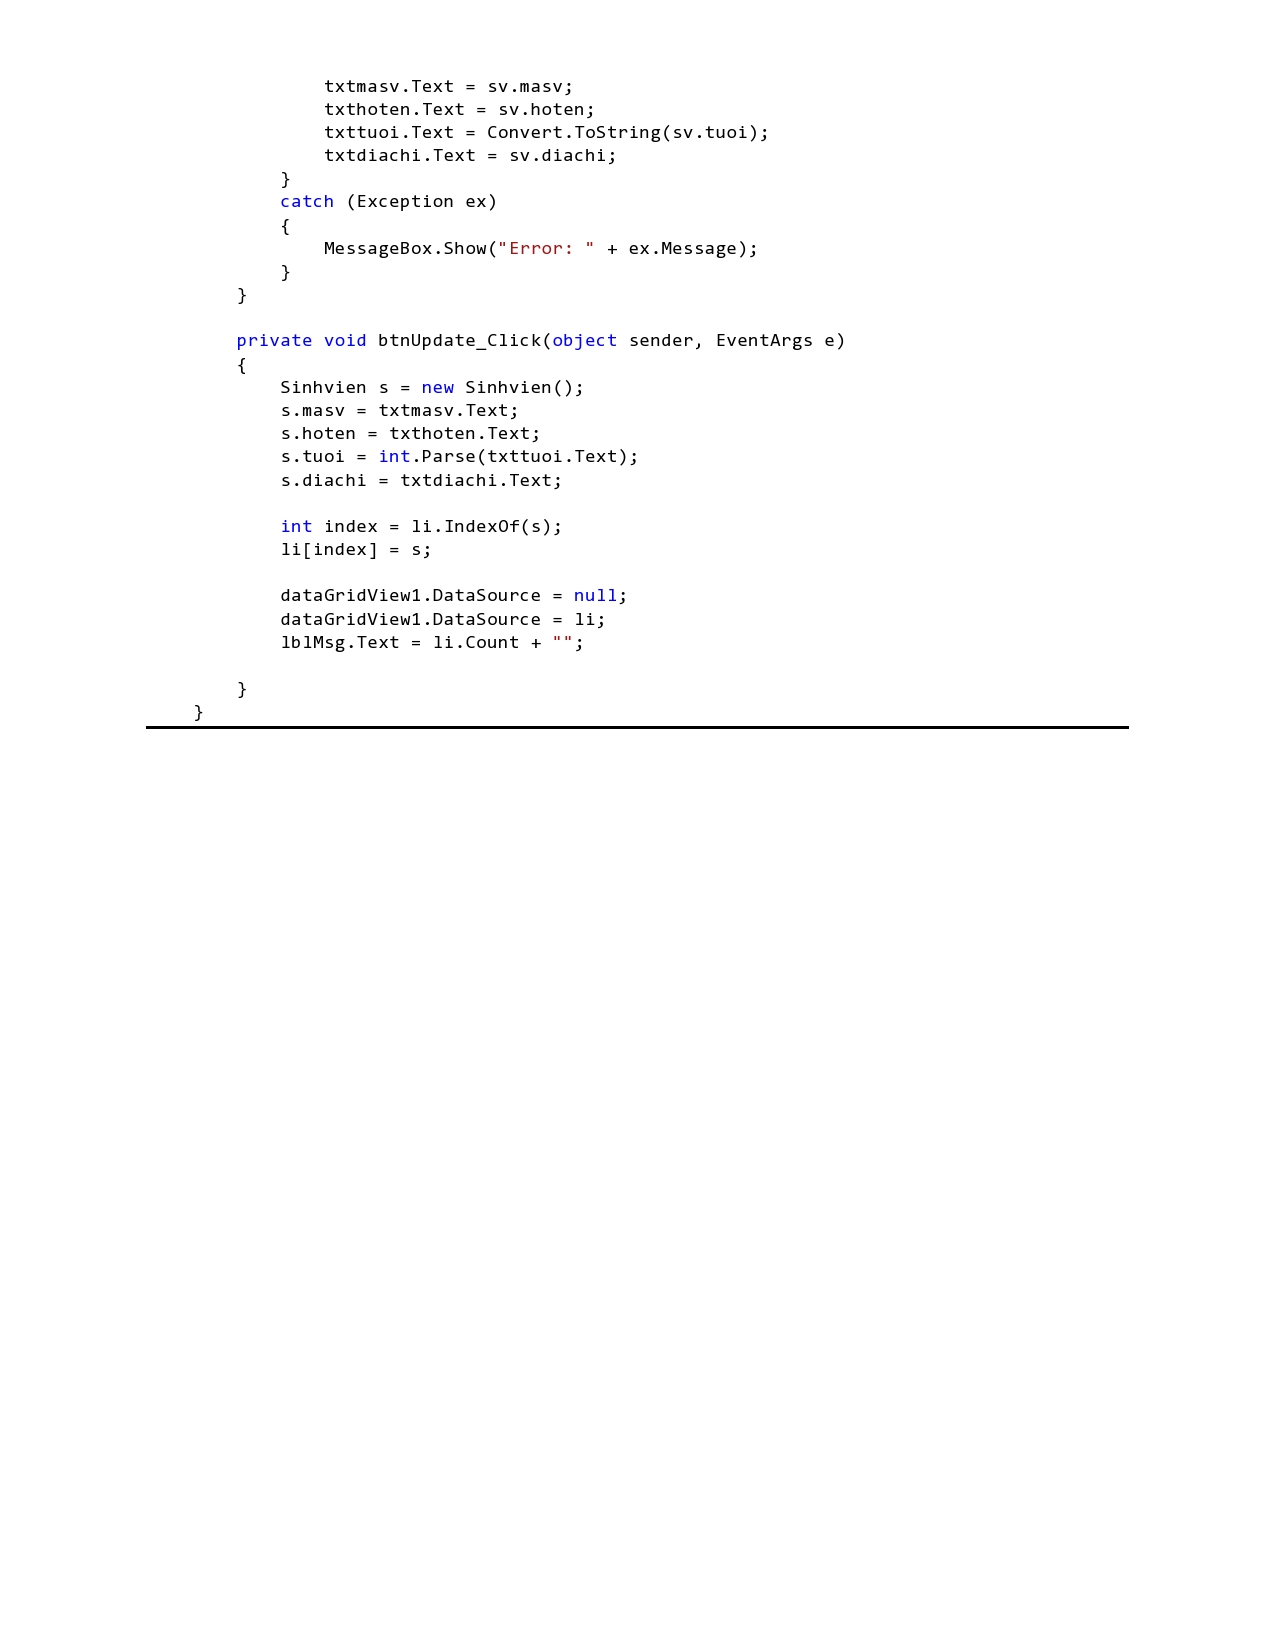 txtmasv.Text = sv.masv;
txthoten.Text = sv.hoten;
txttuoi.Text = Convert.ToString(sv.tuoi);
txtdiachi.Text = sv.diachi;
}
catch (Exception ex)
{
MessageBox.Show("Error: " + ex.Message);
}
}
private void btnUpdate_Click(object sender, EventArgs e)
{
Sinhvien s = new Sinhvien();
s.masv = txtmasv.Text;
s.hoten = txthoten.Text;
s.tuoi = int.Parse(txttuoi.Text);
s.diachi = txtdiachi.Text;
int index = li.IndexOf(s);
li[index] = s;
dataGridView1.DataSource = null;
dataGridView1.DataSource = li;
lblMsg.Text = li.Count + "";
}
}